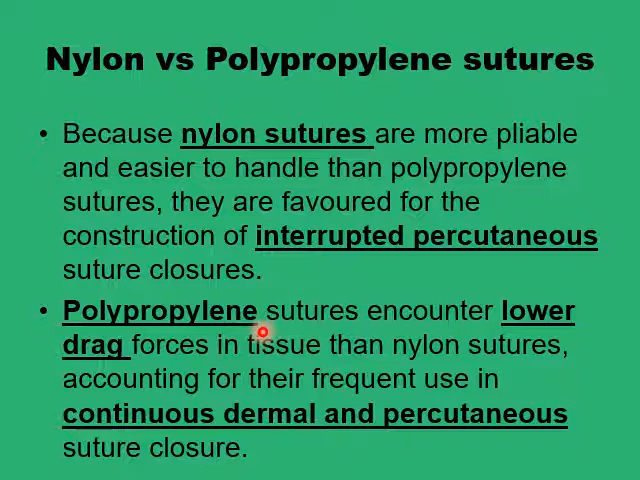 Nylon vs Polypropylene sutures
• Because nylon sutures are more pliable
and easier to handle than polypropylene
sutures, they are favoured for the
construction of interrupted percutaneous
suture closures.
• Polypropylene sutures encounter lower
drag forces in tissue than nylon sutures,
accounting for their frequent use in
continuous dermal and percutaneous
suture closure.